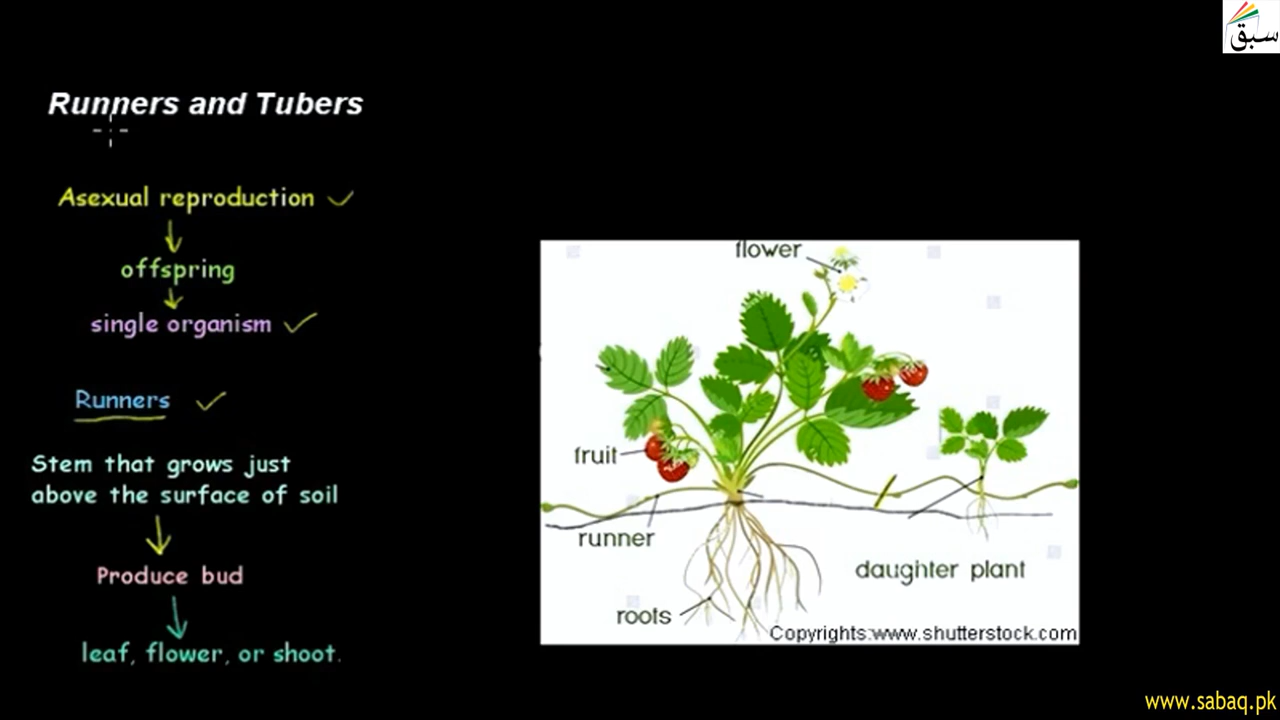 سبق
Runners and Tubers
Asexual reproduction
offspring
single organism
Runners
Stem that grows just
above the surface of soil
Produce bud
leaf, flower, or shoot.
flower
fruit
runner
daughter plant
roots
Copyrights:www.shutterstock.com
www.sabaq.pk